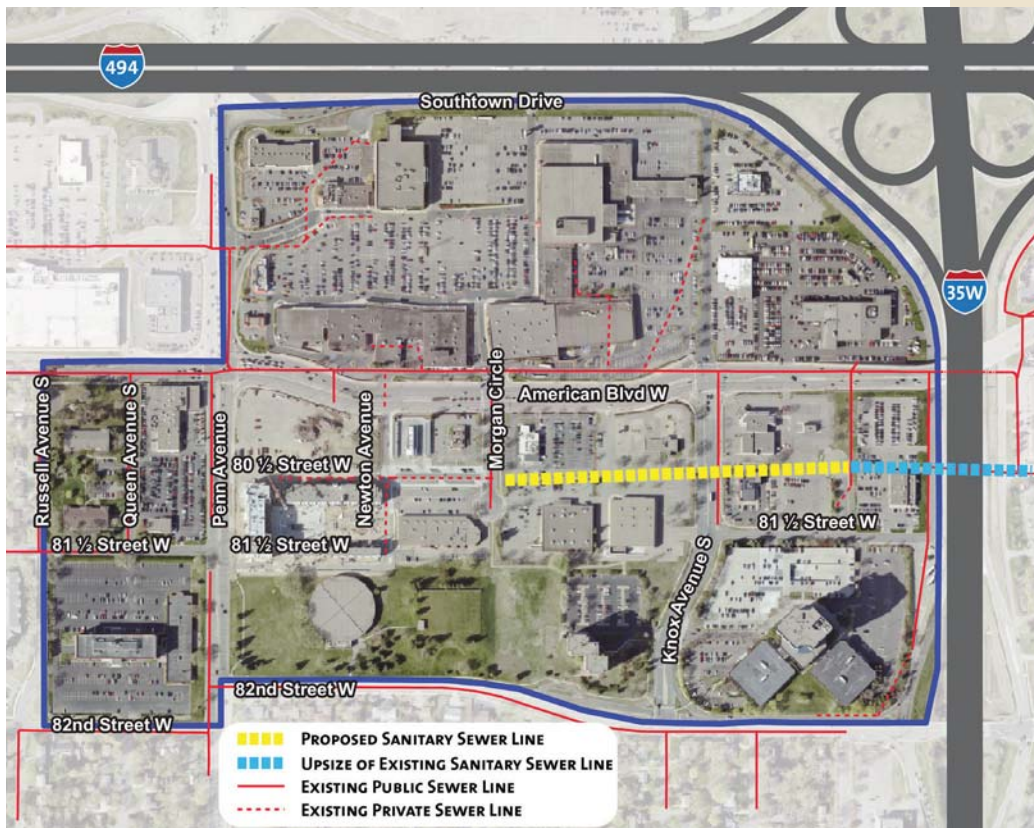 494
Southtown Drive
35W
Russell Avenue S
Queen Avenue S
Penn Avenue
Newton Avenue
Morgan Circle
American Blvd W
80 ½ Street W
81 ½ Street W
81 ½ Street W
81 ½ Street W
Knox Avenue S
82nd Street W
82nd Street W
PROPOSED SANITARY SEWER LINE
UPSIZE OF EXISTING SANITARY SEWER LINE
EXISTING PUBLIC SEWER LINE
EXISTING PRIVATE SEWER LINE